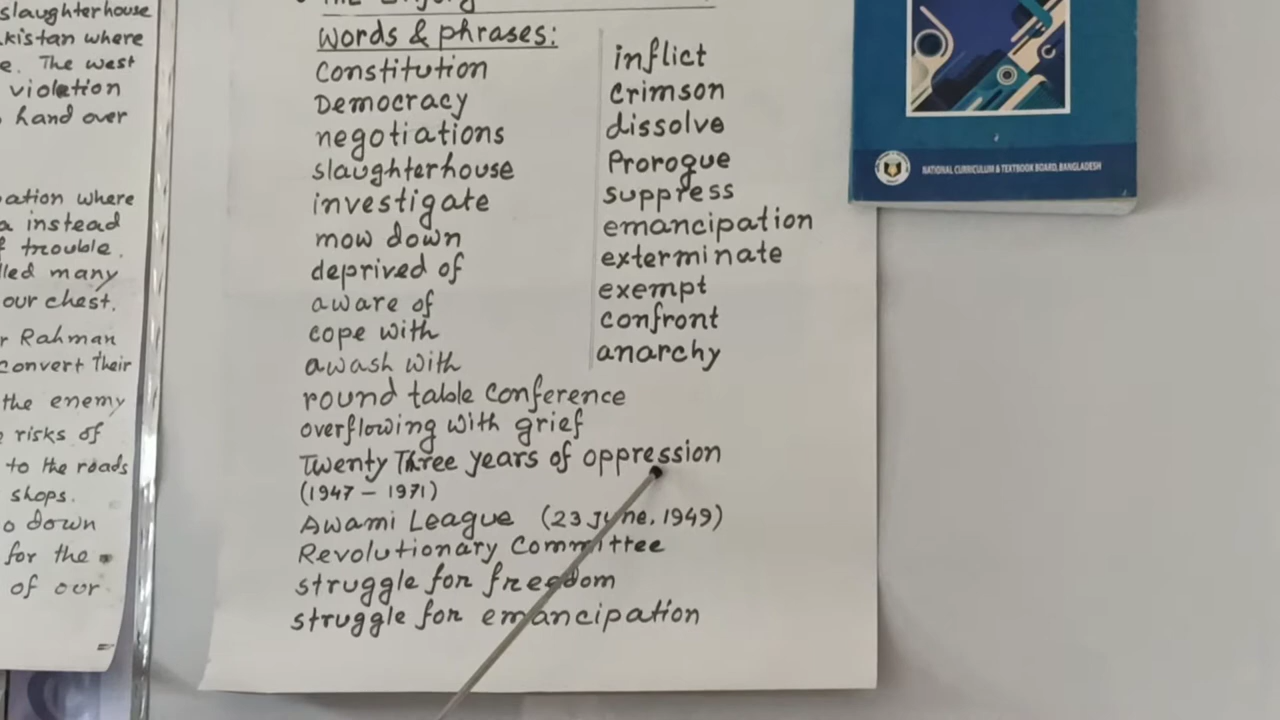 slaughterhouse
kistan where
e. The west
violation
hand over
ation where
a instead
trouble.
lled many
our chest.
r Rahman
convert Their
the enemy
risks of
to the roads
shops.
o down
for the
of our
Words & phrases:
Constitution
Democracy
negotiations
slaughterhouse
investigate
mow down
deprived of
aware of
cope with
awash with
round table conference
overflowing with grief
Twenty Three years of oppression
(1947 - 1971)
Awami League (23 June, 1949)
Revolutionary Committee
struggle for freedom
struggle for emancipation
inflict
Crimson
dissolve
Prorogue
suppress
emancipation
exterminate
exempt
confront
anarchy
NATIONAL CURRICULUM & TEXTBOOK BOARD, BANGLADESH